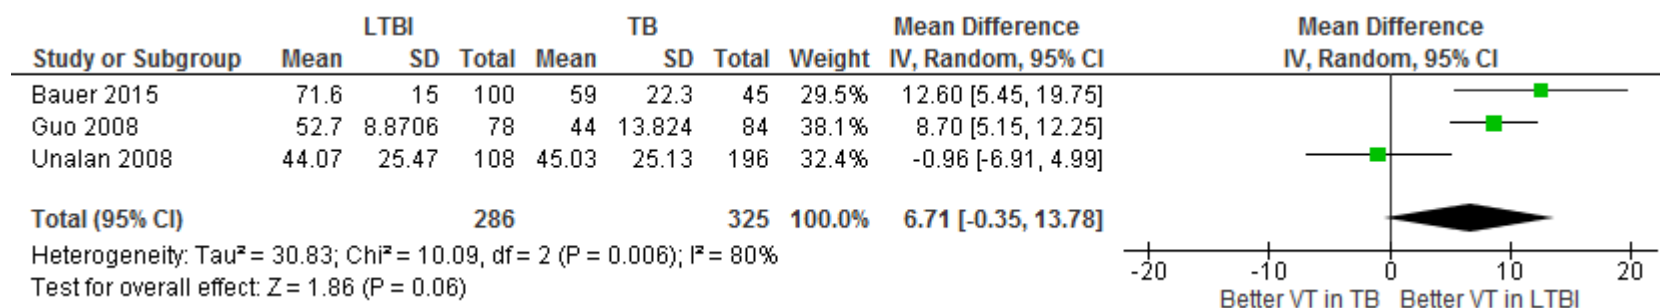 LTBI TB Mean Difference Mean Difference
Study or Subgroup Mean SD Total Mean SD Total Weight IV, Random, 95% CI IV, Random, 95% CI
Bauer 2015 71.6 15 100 59 22.3 45 29.5% 12.60 [5.45, 19.75]
Guo 2008 52.7 8.8706 78 44 13.824 84 38.1% 8.70 [5.15, 12.25]
Unalan 2008 44.07 25.47 108 45.03 25.13 196 32.4% -0.96 [-6.91, 4.99]
Total (95% CI) 286 325 100.0% 6.71 [-0.35, 13.78]
Heterogeneity: Tau² = 30.83; Chi² = 10.09, df = 2 (P = 0.006); I² = 80%
Test for overall effect: Z = 1.86 (P = 0.06)
-20 -10 0 10 20
Better VT in TB Better VT in LTBI